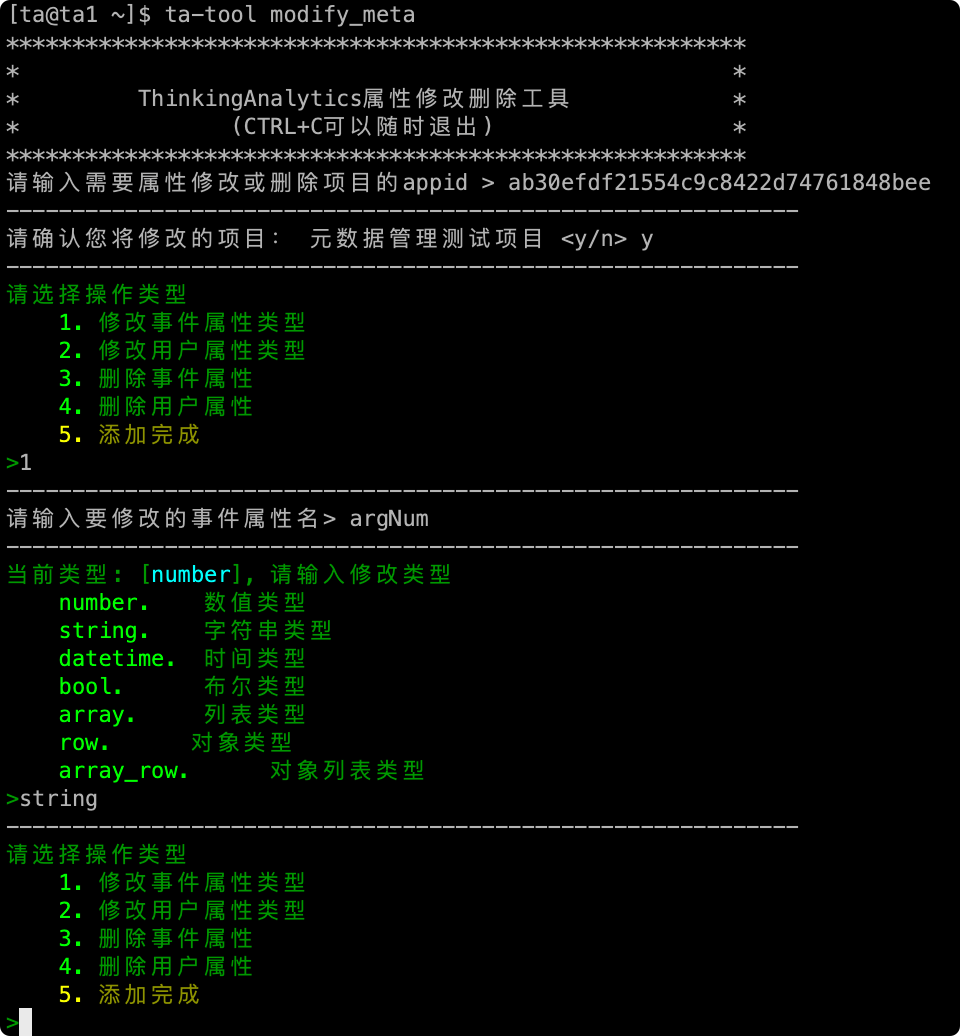 [ta@ta1 ~]$ ta-tool modify_meta
********************************************************
*                                                      *
*         ThinkingAnalytics属性修改删除工具             *
*                (CTRL+C可以随时退出)                   *
********************************************************
请输入需要属性修改或删除项目的appid > ab30efdf21554c9c8422d74761848bee
------------------------------------------------------------
请确认您将修改的项目： 元数据管理测试项目 <y/n> y
------------------------------------------------------------
请选择操作类型
1. 修改事件属性类型
2. 修改用户属性类型
3. 删除事件属性
4. 删除用户属性
5. 添加完成
>1
------------------------------------------------------------
请输入要修改的事件属性名> argNum
------------------------------------------------------------
当前类型: [number], 请输入修改类型
number. 数值类型
string. 字符串类型
datetime. 时间类型
bool. 布尔类型
array. 列表类型
row. 对象类型
array_row. 对象列表类型
>string
------------------------------------------------------------
请选择操作类型
1. 修改事件属性类型
2. 修改用户属性类型
3. 删除事件属性
4. 删除用户属性
5. 添加完成
>